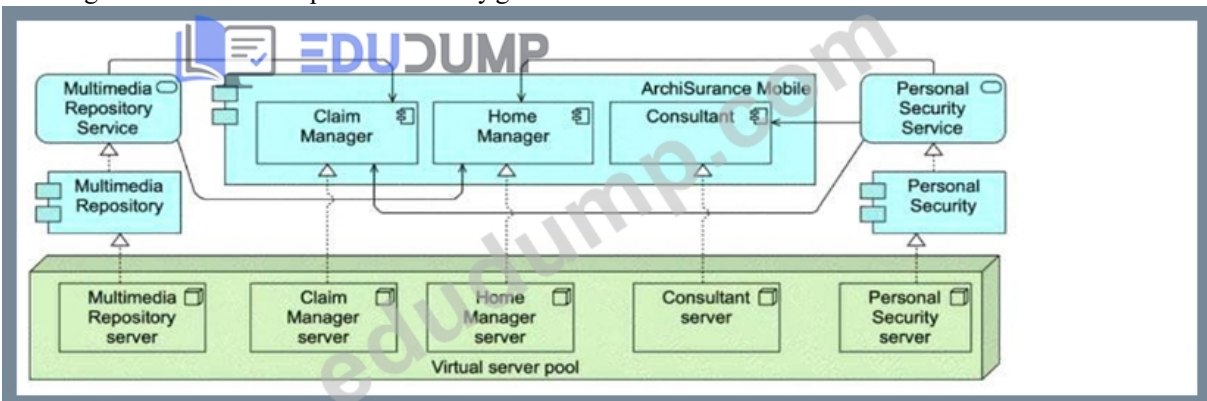 EDUDUMP
Multimedia
Repository
Service
ArchiSurance Mobile
Claim
Manager
Home
Manager
Consultant
Personal
Security
Service
Multimedia
Repository
Personal
Security
Multimedia
Repository
server
Claim
Manager
server
Home
Manager
server
Consultant
server
Personal
Security
server
Virtual server pool
edudump.com